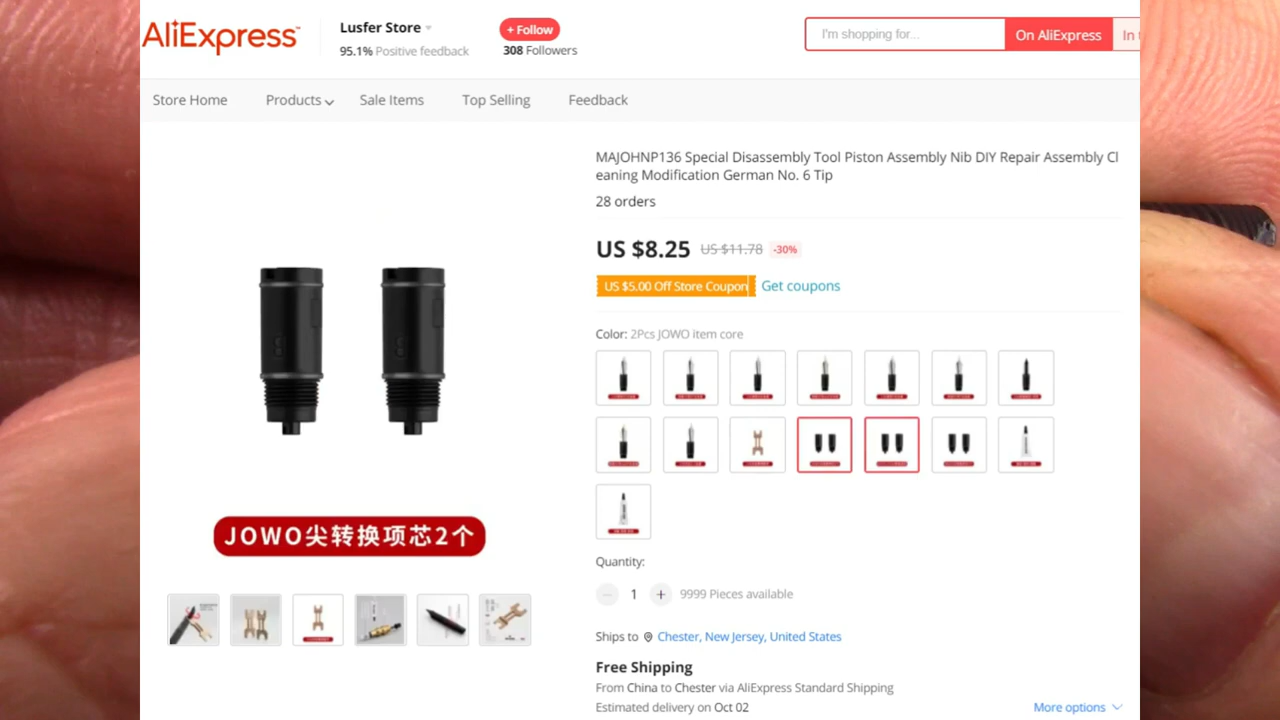 AliExpress™
Lusfer Store
95.1% Positive feedback
+ Follow
308 Followers
I'm shopping for...
On AliExpress
In t
Store Home
Products
Sale Items
Top Selling
Feedback
MAJOHNP136 Special Disassembly Tool Piston Assembly Nib DIY Repair Assembly Cl
eaning Modification German No. 6 Tip
28 orders
US $8.25 US $11.78 -30%
US $5.00 Off Store Coupon Get coupons
Color: 2Pcs JOWO item core
JOWO尖转换项芯2个
Quantity:
1
9999 Pieces available
Ships to Chester, New Jersey, United States
Free Shipping
From China to Chester via AliExpress Standard Shipping
Estimated delivery on Oct 02
More options